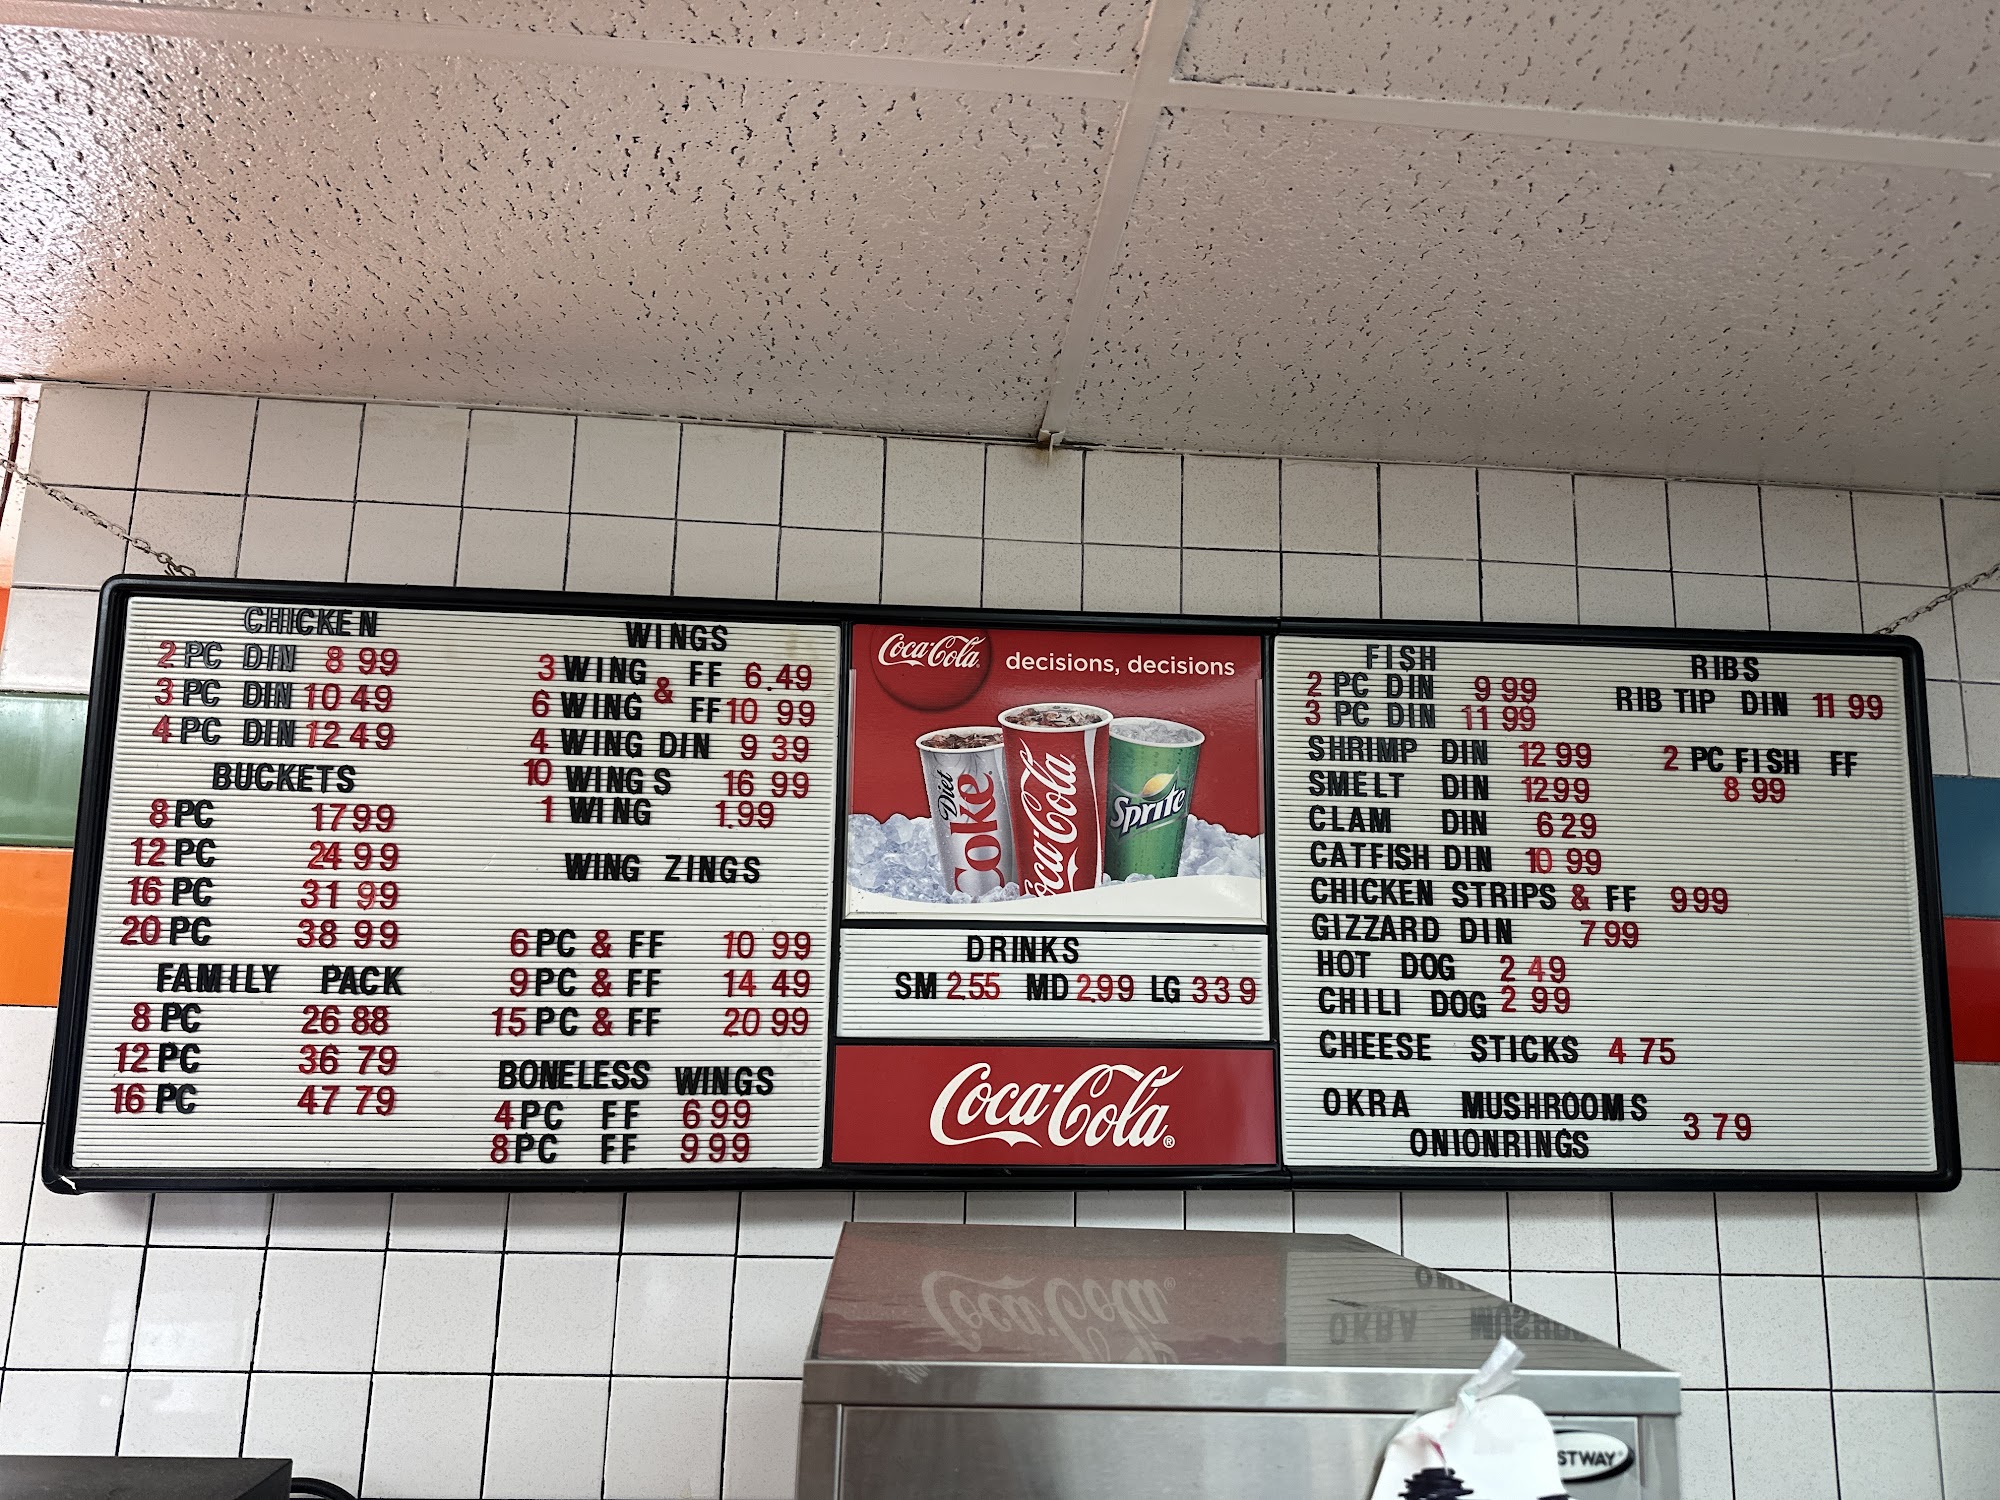 CHICKEN
2 PC DIN 8 99
3 PC DIN 10 49
4 PC DIN 12 49
BUCKETS
8 PC 17 99
12 PC 24 99
16 PC 31 99
20 PC 38 99
FAMILY PACK
8 PC 26 88
12 PC 36 79
16 PC 47 79
WINGS
3 WING & FF 6.49
6 WING FF 10 99
4 WING DIN 9 39
10 WINGS 16 99
1 WING 1.99
WING ZINGS
6 PC & FF 10 99
9 PC & FF 14 49
15 PC & FF 20 99
BONELESS WINGS
4 PC FF 6 99
8 PC FF 9 99
Coca-Cola decisions, decisions
Diet Coke
Coca-Cola
Sprite
DRINKS
SM 2.55 MD 2.99 LG 3 39
Coca-Cola®
FISH
2 PC DIN 9 99
3 PC DIN 11 99
SHRIMP DIN 12 99
SMELT DIN 12 99
CLAM DIN 6 29
CATFISH DIN 10 99
CHICKEN STRIPS & FF 9 99
GIZZARD DIN 7 99
HOT DOG 2 49
CHILI DOG 2 99
CHEESE STICKS 4 75
OKRA MUSHROOMS
ONIONRINGS 3 79
RIBS
RIB TIP DIN 11 99
2 PC FISH FF
8 99
STWAY